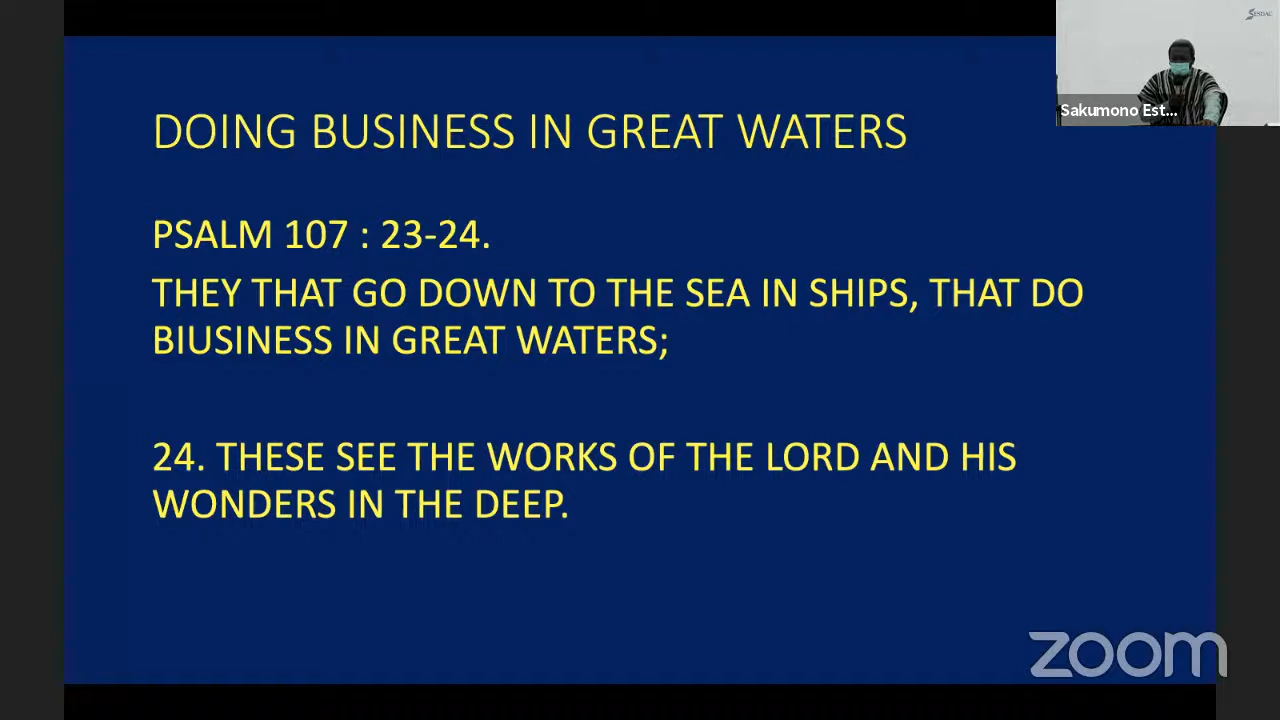 SESDAC
Sakumono Est...
DOING BUSINESS IN GREAT WATERS
PSALM 107 : 23-24.
THEY THAT GO DOWN TO THE SEA IN SHIPS, THAT DO
BIUSINESS IN GREAT WATERS;
24. THESE SEE THE WORKS OF THE LORD AND HIS
WONDERS IN THE DEEP.
zoom